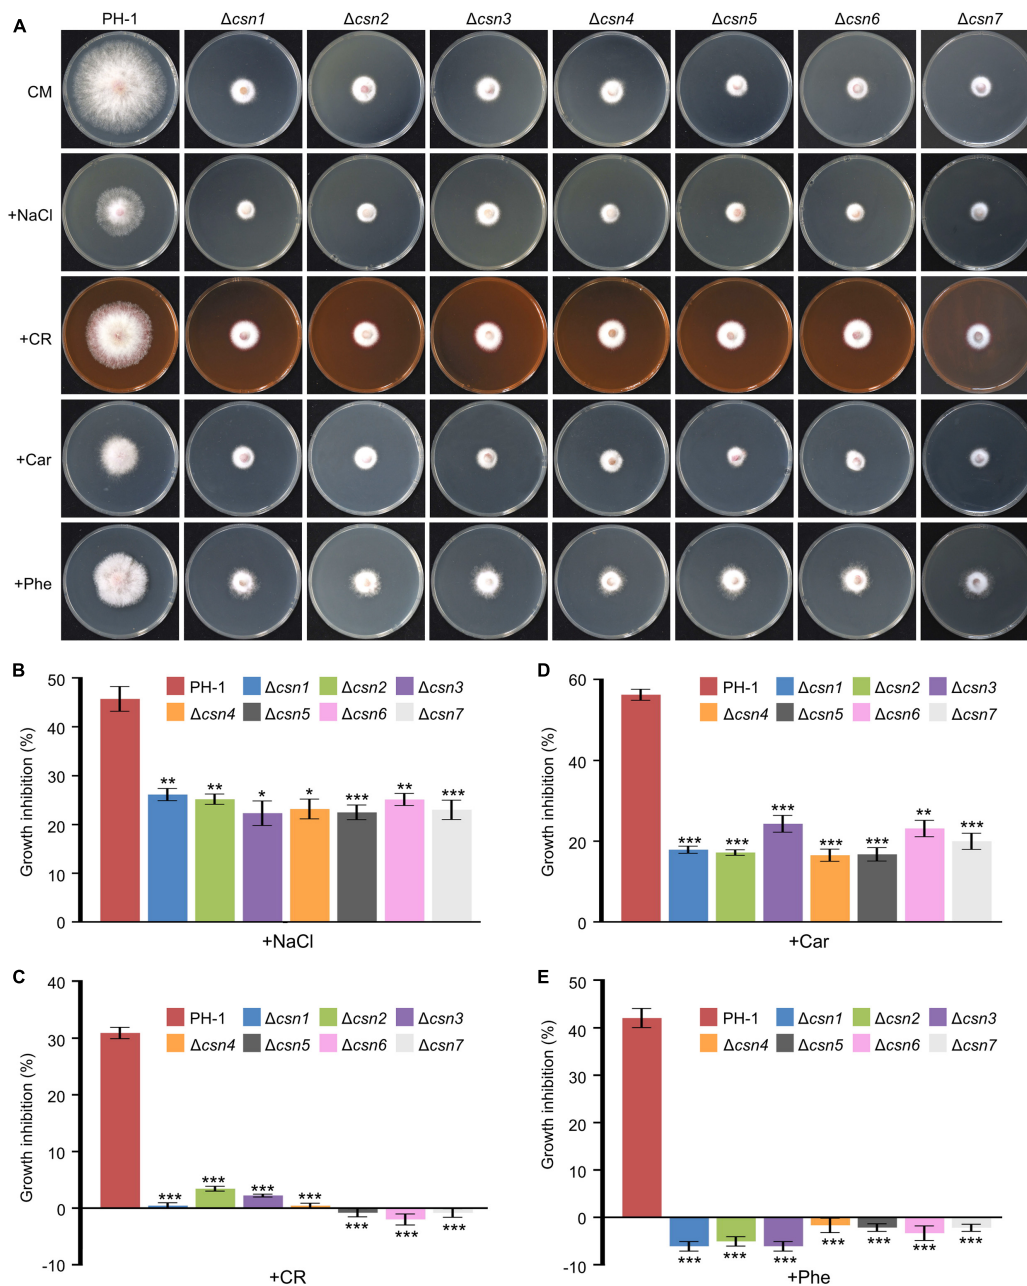 A
PH-1 Δcsn1 Δcsn2 Δcsn3 Δcsn4 Δcsn5 Δcsn6 Δcsn7
CM
+NaCl
+CR
+Car
+Phe
B
Growth inhibition (%)
50
40
30
20
10
0
PH-1 Δcsn1 Δcsn2 Δcsn3
Δcsn4 Δcsn5 Δcsn6 Δcsn7
** ** * * *** ** ***
+NaCl
D
Growth inhibition (%)
60
40
20
0
PH-1 Δcsn1 Δcsn2 Δcsn3
Δcsn4 Δcsn5 Δcsn6 Δcsn7
*** *** *** *** *** ** ***
+Car
C
Growth inhibition (%)
40
30
20
10
0
-10
PH-1 Δcsn1 Δcsn2 Δcsn3
Δcsn4 Δcsn5 Δcsn6 Δcsn7
*** *** *** *** *** *** ***
+CR
E
Growth inhibition (%)
50
40
30
20
10
0
-10
PH-1 Δcsn1 Δcsn2 Δcsn3
Δcsn4 Δcsn5 Δcsn6 Δcsn7
*** *** *** *** *** *** ***
+Phe